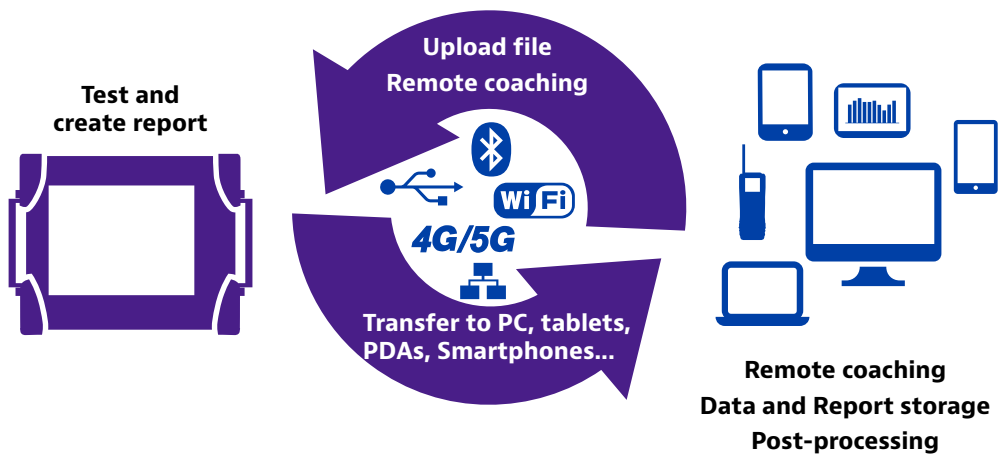 Test and
create report
Upload file
Remote coaching
Wi Fi
4G/5G
Transfer to PC, tablets,
PDAs, Smartphones...
Remote coaching
Data and Report storage
Post-processing